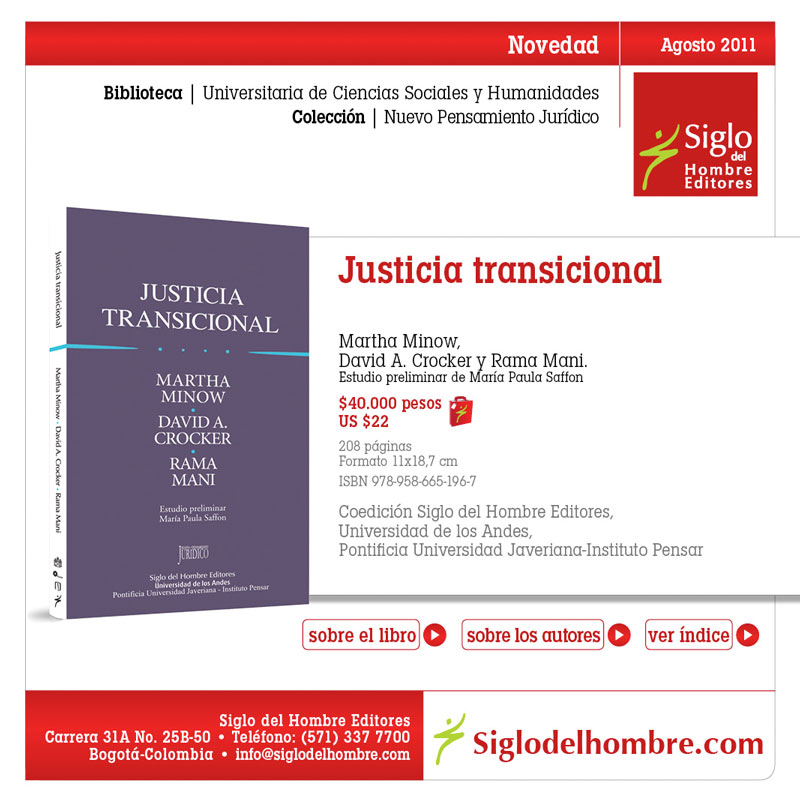 Novedad
Agosto 2011
Biblioteca | Universitaria de Ciencias Sociales y Humanidades
Colección | Nuevo Pensamiento Jurídico
Siglo
del
Hombre
Editores
Justicia transicional
Martha Minow - David A. Crocker - Rama Mani
JUSTICIA
TRANSICIONAL
MARTHA
MINOW
DAVID A.
CROCKER
RAMA
MANI
Estudio preliminar
María Paula Saffon
JURÍDICO
Siglo del Hombre Editores
Universidad de los Andes
Pontificia Universidad Javeriana - Instituto Pensar
Justicia transicional
Martha Minow,
David A. Crocker y Rama Mani.
Estudio preliminar de María Paula Saffon
$40.000 pesos
US $22
208 páginas
Formato 11x18,7 cm
ISBN 978-958-665-196-7
Coedición Siglo del Hombre Editores,
Universidad de los Andes,
Pontificia Universidad Javeriana-Instituto Pensar
sobre el libro
sobre los autores
ver índice
Siglo del Hombre Editores
Carrera 31A No. 25B-50 • Teléfono: (571) 337 7700
Bogotá-Colombia • info@siglodelhombre.com
Siglodelhombre.com